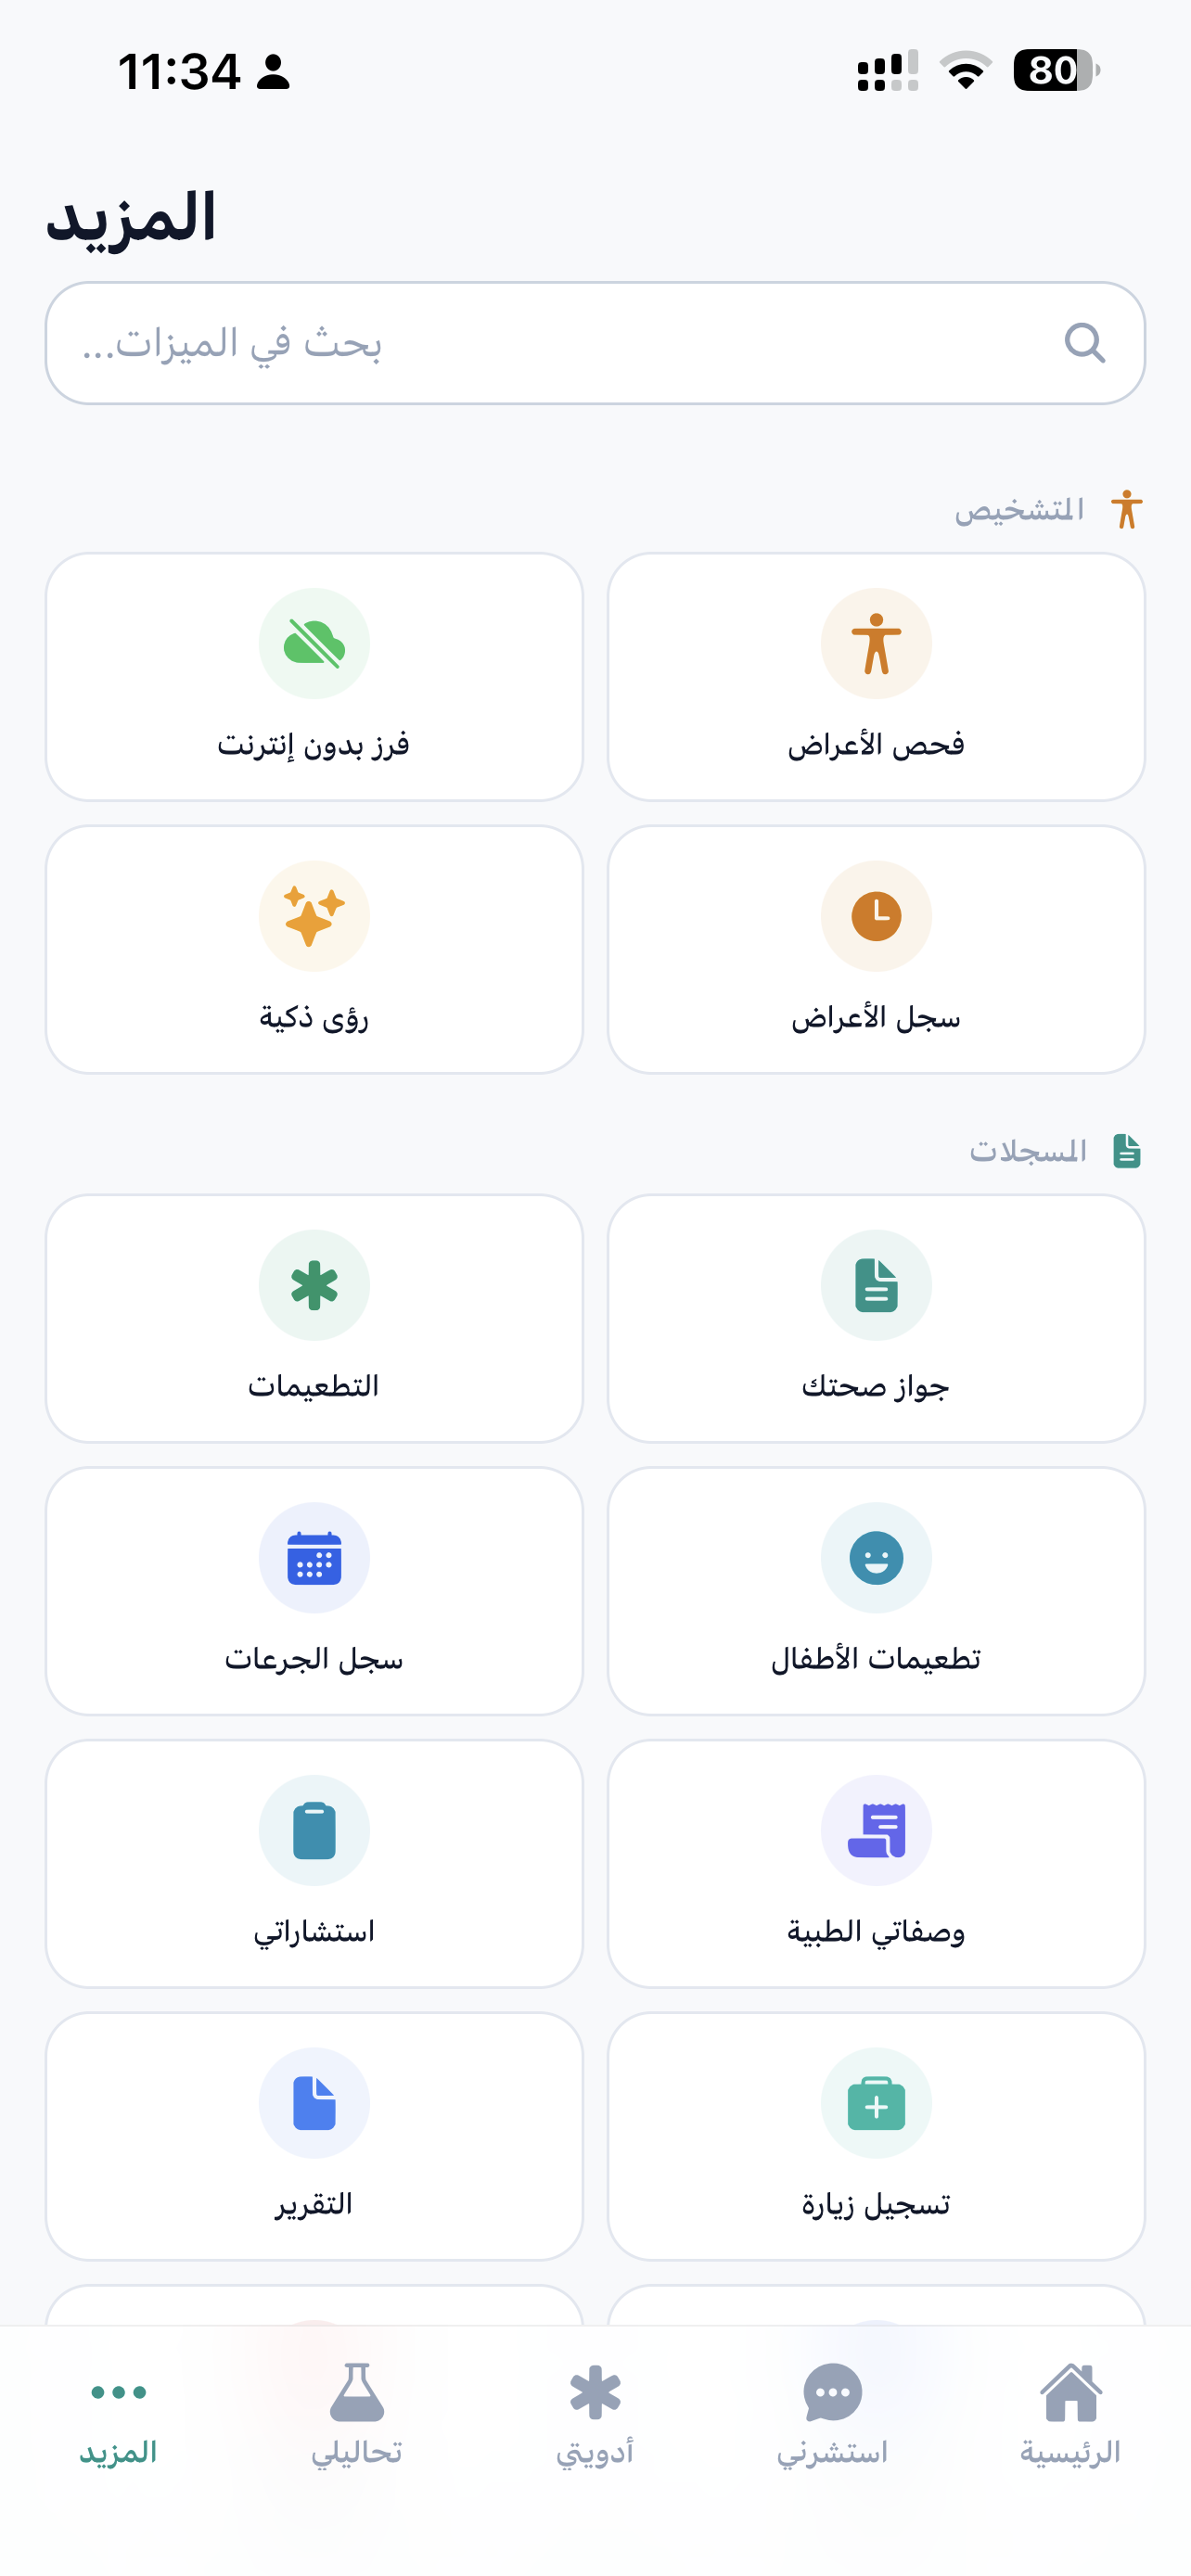 11:34
80
المزيد
بحث في الميزات...
التشخيص
فحص الأعراض
فرز بدون إنترنت
سجل الأعراض
رؤى ذكية
السجلات
جواز صحتك
التطعيمات
تطعيمات الأطفال
سجل الجرعات
وصفاتي الطبية
استشاراتي
تسجيل زيارة
التقرير
الرئيسية
استشرني
أدويتي
تحاليلي
المزيد